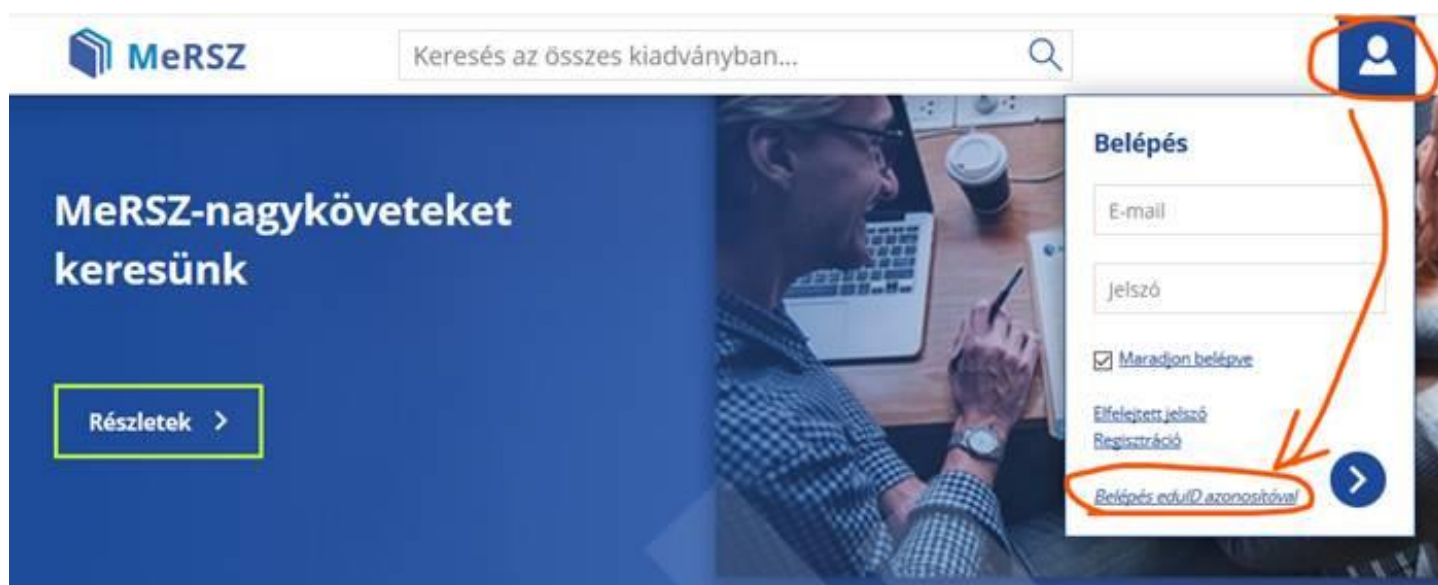 MeRSZ
Keresés az összes kiadványban...
MeRSZ-nagyköveteket
keresünk
Részletek
Belépés
E-mail
Jelszó
Maradjon belépve
Elfelejtett jelszó
Regisztráció
Belépés eduID azonosítóval